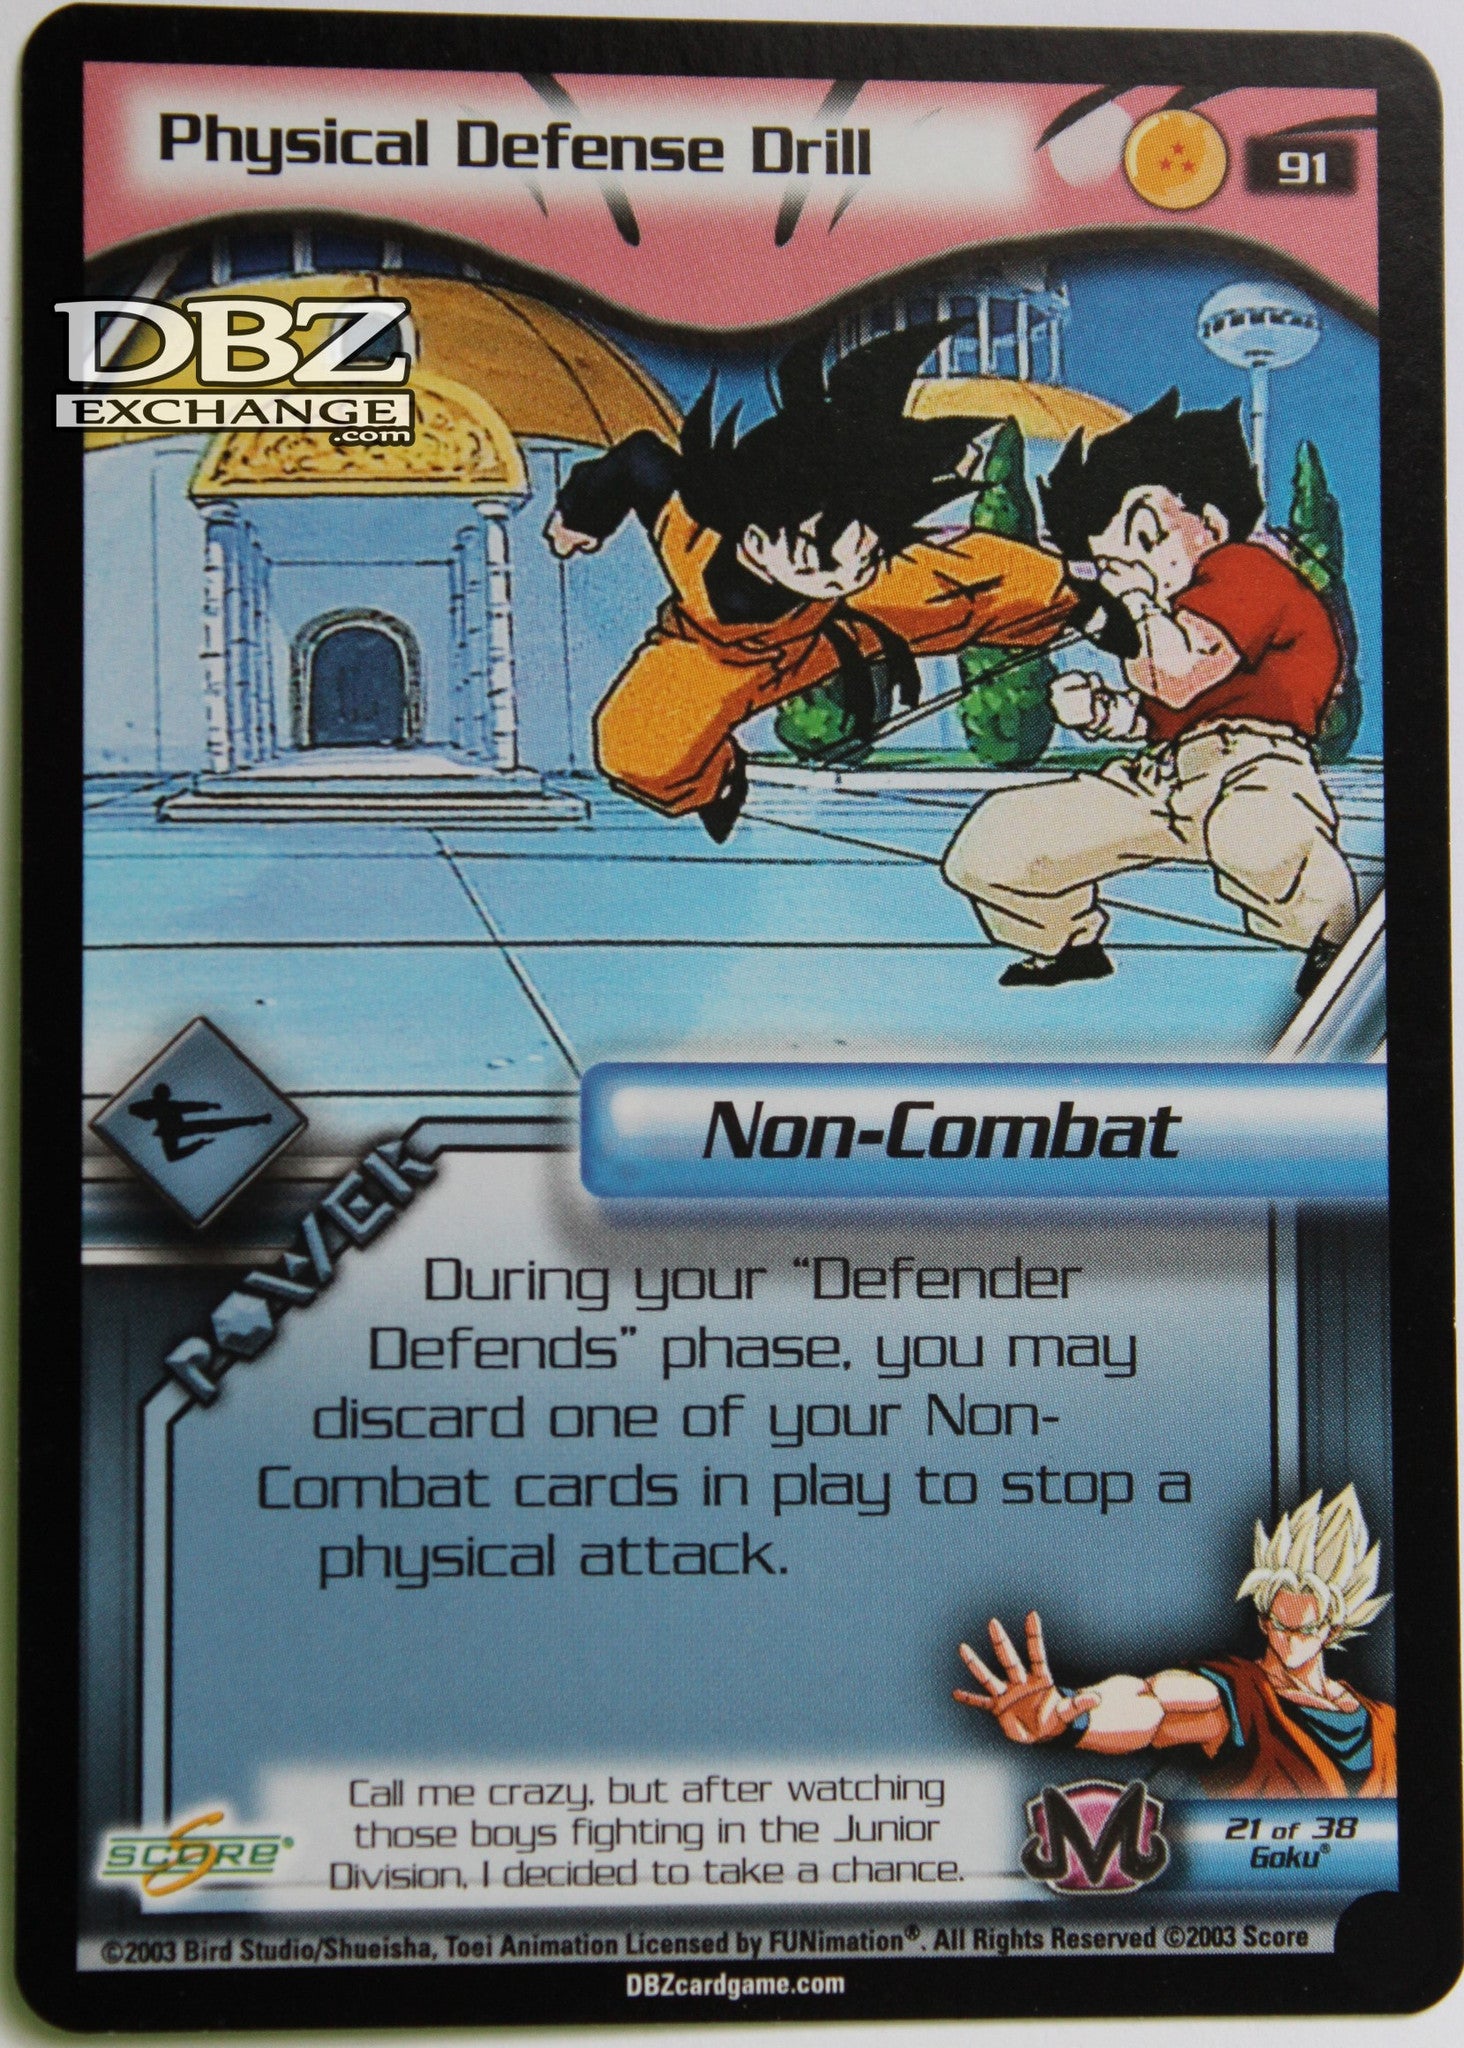 Physical Defense Drill
91
DBZ
EXCHANGE
.com
Non-Combat
POWER
During your “Defender
Defends” phase, you may
discard one of your Non-
Combat cards in play to stop a
physical attack.
Call me crazy, but after watching
those boys fighting in the Junior
Division, I decided to take a chance.
SCORE®
M
21 of 38
Goku®
©2003 Bird Studio/Shueisha, Toei Animation Licensed by FUNimation®. All Rights Reserved ©2003 Score
DBZcardgame.com